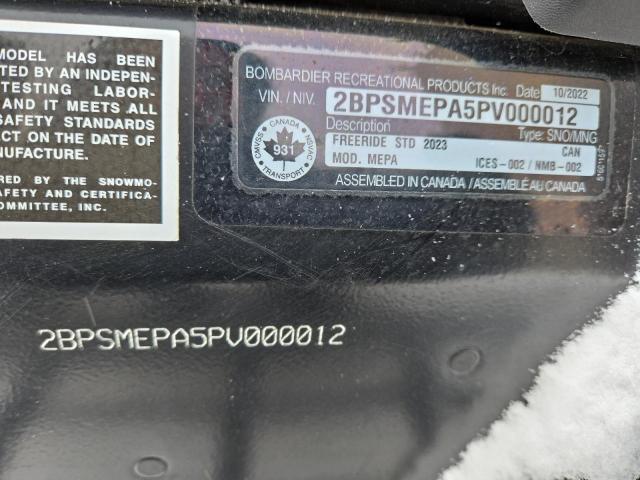 MODEL HAS BEEN
TED BY AN INDEPEN-
TESTING LABOR-
AND IT MEETS ALL
SAFETY STANDARDS
ACT ON THE DATE OF
NUFACTURE.
RED BY THE SNOWMO-
AFETY AND CERTIFICA-
OMMITTEE, INC.
BOMBARDIER RECREATIONAL PRODUCTS Inc. Date 10/2022
VIN. / NIV. 2BPSMEPA5PV000012
Description Type: SNO/MNG
FREERIDE STD 2023 CAN
MOD. MEPA ICES-002 / NMB-002
ASSEMBLED IN CANADA / ASSEMBLÉ AU CANADA
CANADA
CMVSS 931 NSVAC
TRANSPORT
2BPSMEPA5PV000012